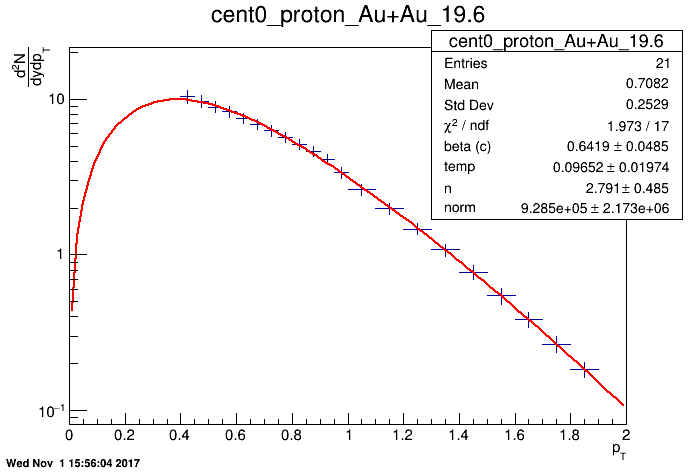 cent0_proton_Au+Au_19.6
d²N
dydp_T
cent0_proton_Au+Au_19.6
Entries 21
Mean 0.7082
Std Dev 0.2529
χ² / ndf 1.973 / 17
beta (c) 0.6419 ± 0.0485
temp 0.09652 ± 0.01974
n 2.791 ± 0.485
norm 9.285e+05 ± 2.173e+06
10
1
10⁻¹
0 0.2 0.4 0.6 0.8 1 1.2 1.4 1.6 1.8 2
p_T
Wed Nov 1 15:56:04 2017